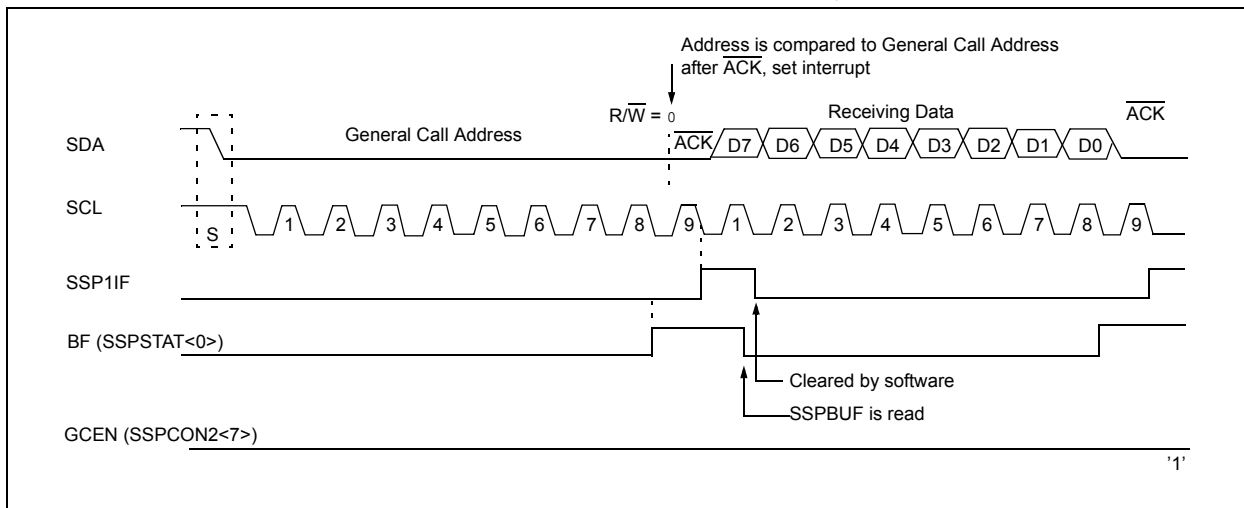 Address is compared to General Call Address
after A̅C̅K̅, set interrupt
R/W̅ = 0
Receiving Data
A̅C̅K̅
General Call Address
SDA
A̅C̅K̅ D7 D6 D5 D4 D3 D2 D1 D0
SCL
S
1 2 3 4 5 6 7 8 9 1 2 3 4 5 6 7 8 9
SSP1IF
BF (SSPSTAT<0>)
Cleared by software
SSPBUF is read
GCEN (SSPCON2<7>)
'1'